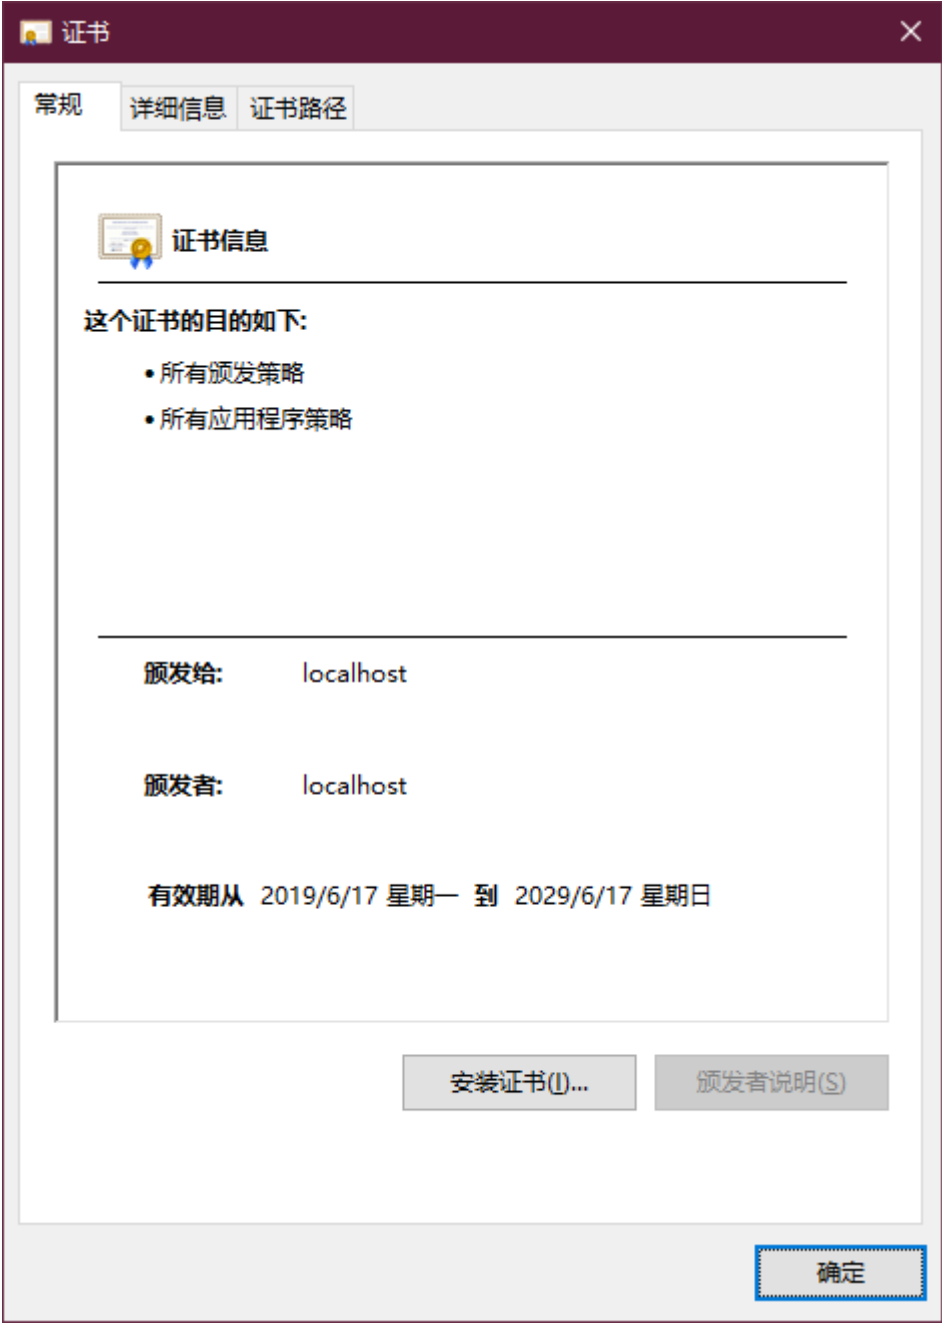 证书
常规 详细信息 证书路径
证书信息
这个证书的目的如下:
• 所有颁发策略
• 所有应用程序策略
颁发给: localhost
颁发者: localhost
有效期从 2019/6/17 星期一 到 2029/6/17 星期日
安装证书(I)... 颁发者说明(S)
确定